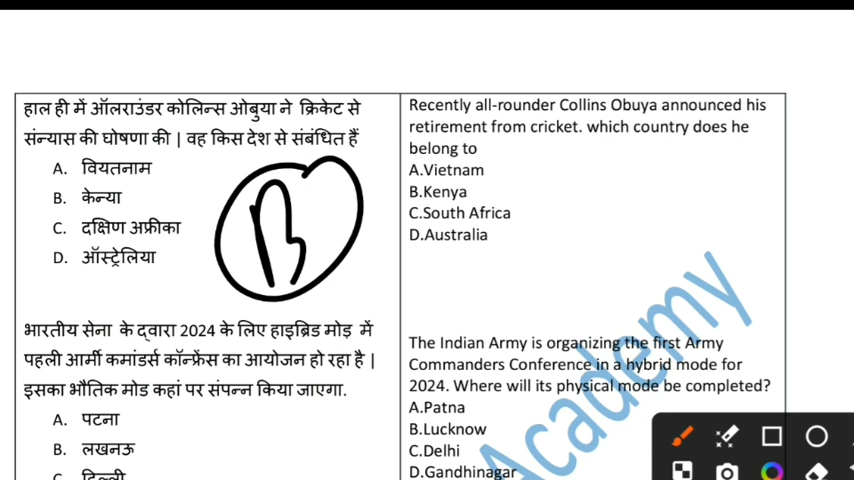 हाल ही में ऑलराउंडर कोलिन्स ओबुया ने क्रिकेट से
संन्यास की घोषणा की | वह किस देश से संबंधित हैं
A. वियतनाम
B. केन्या
C. दक्षिण अफ्रीका
D. ऑस्ट्रेलिया
B
भारतीय सेना के द्वारा 2024 के लिए हाइब्रिड मोड़ में
पहली आर्मी कमांडर्स कॉन्फ्रेंस का आयोजन हो रहा है |
इसका भौतिक मोड कहां पर संपन्न किया जाएगा.
A. पटना
B. लखनऊ
C. दिल्ली
Recently all-rounder Collins Obuya announced his
retirement from cricket. which country does he
belong to
A.Vietnam
B.Kenya
C.South Africa
D.Australia
The Indian Army is organizing the first Army
Commanders Conference in a hybrid mode for
2024. Where will its physical mode be completed?
A.Patna
B.Lucknow
C.Delhi
D.Gandhinagar
Academy